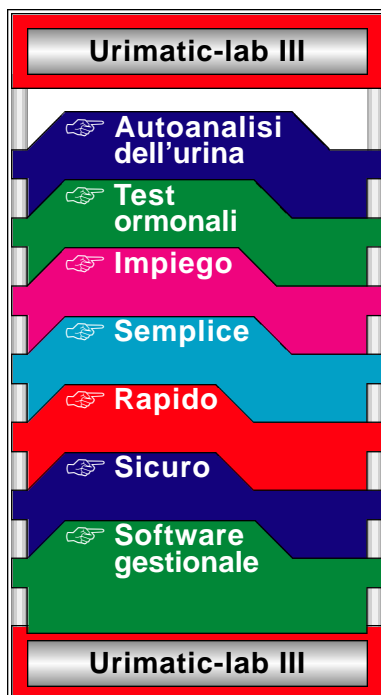 Urimatic-lab III
☞ Autoanalisi
dell'urina
☞ Test
ormonali
☞ Impiego
☞ Semplice
☞ Rapido
☞ Sicuro
☞ Software
gestionale
Urimatic-lab III